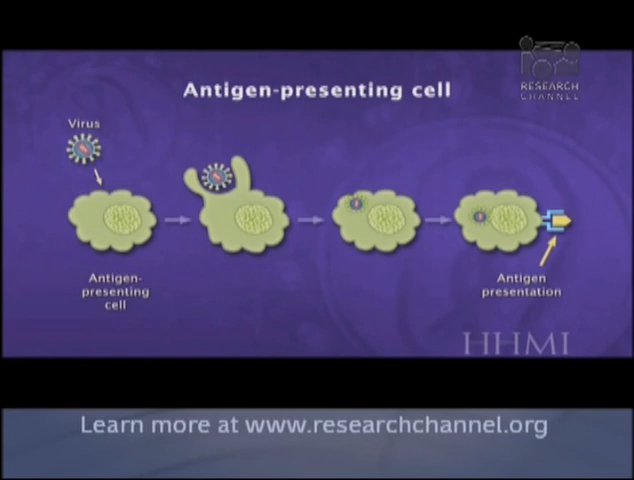 Antigen-presenting cell
RESEARCH
CHANNEL
Virus
Antigen-
presenting
cell
Antigen
presentation
HHMI
Learn more at www.researchchannel.org